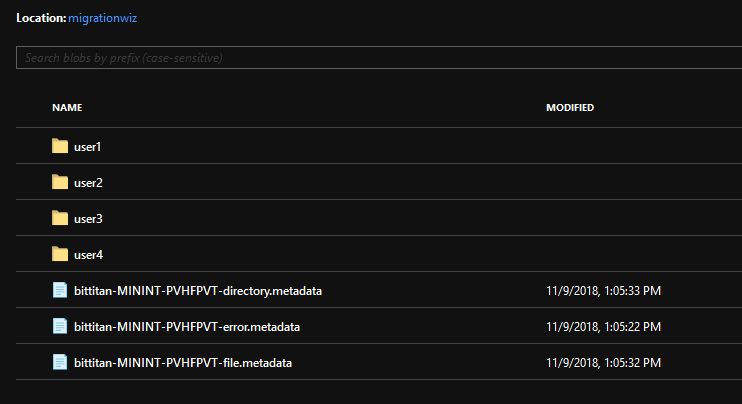 Location: migrationwiz
Search blobs by prefix (case-sensitive)
NAME MODIFIED
user1
user2
user3
user4
bittitan-MININT-PVHFPVT-directory.metadata 11/9/2018, 1:05:33 PM
bittitan-MININT-PVHFPVT-error.metadata 11/9/2018, 1:05:22 PM
bittitan-MININT-PVHFPVT-file.metadata 11/9/2018, 1:05:32 PM